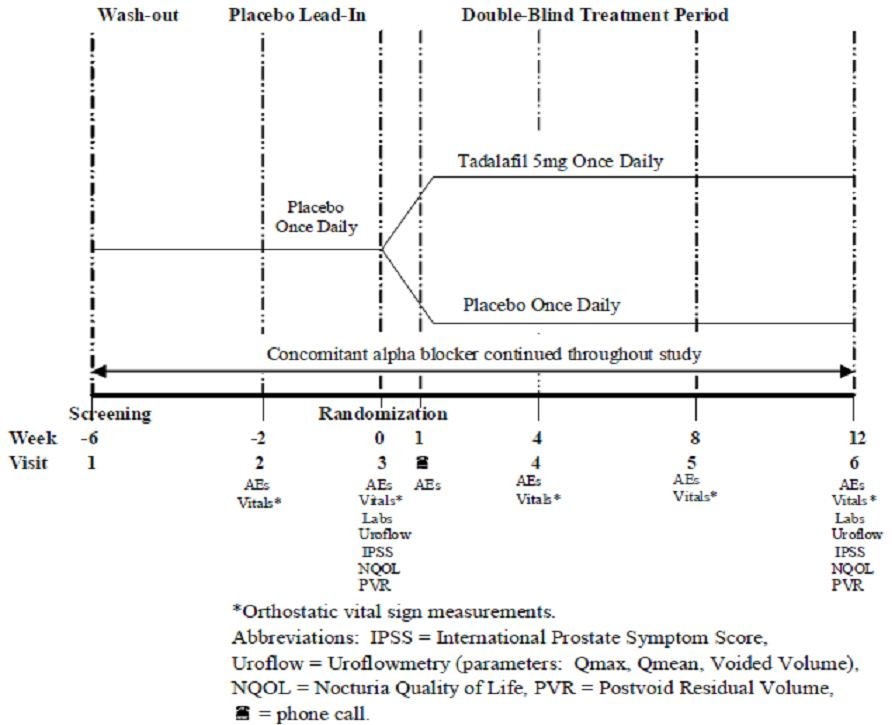 Wash-out Placebo Lead-In Double-Blind Treatment Period
Tadalafil 5mg Once Daily
Placebo
Once Daily
Placebo Once Daily
Concomitant alpha blocker continued throughout study
Screening Randomization
Week -6 -2 0 1 4 8 12
Visit 1 2 3 ☎ 4 5 6
AEs AEs AEs AEs AEs AEs
Vitals* Vitals* Vitals* Vitals* Vitals*
Labs Labs
Uroflow Uroflow
IPSS IPSS
NQOL NQOL
PVR PVR
*Orthostatic vital sign measurements.
Abbreviations: IPSS = International Prostate Symptom Score,
Uroflow = Uroflowmetry (parameters: Qmax, Qmean, Voided Volume),
NQOL = Nocturia Quality of Life, PVR = Postvoid Residual Volume,
☎ = phone call.